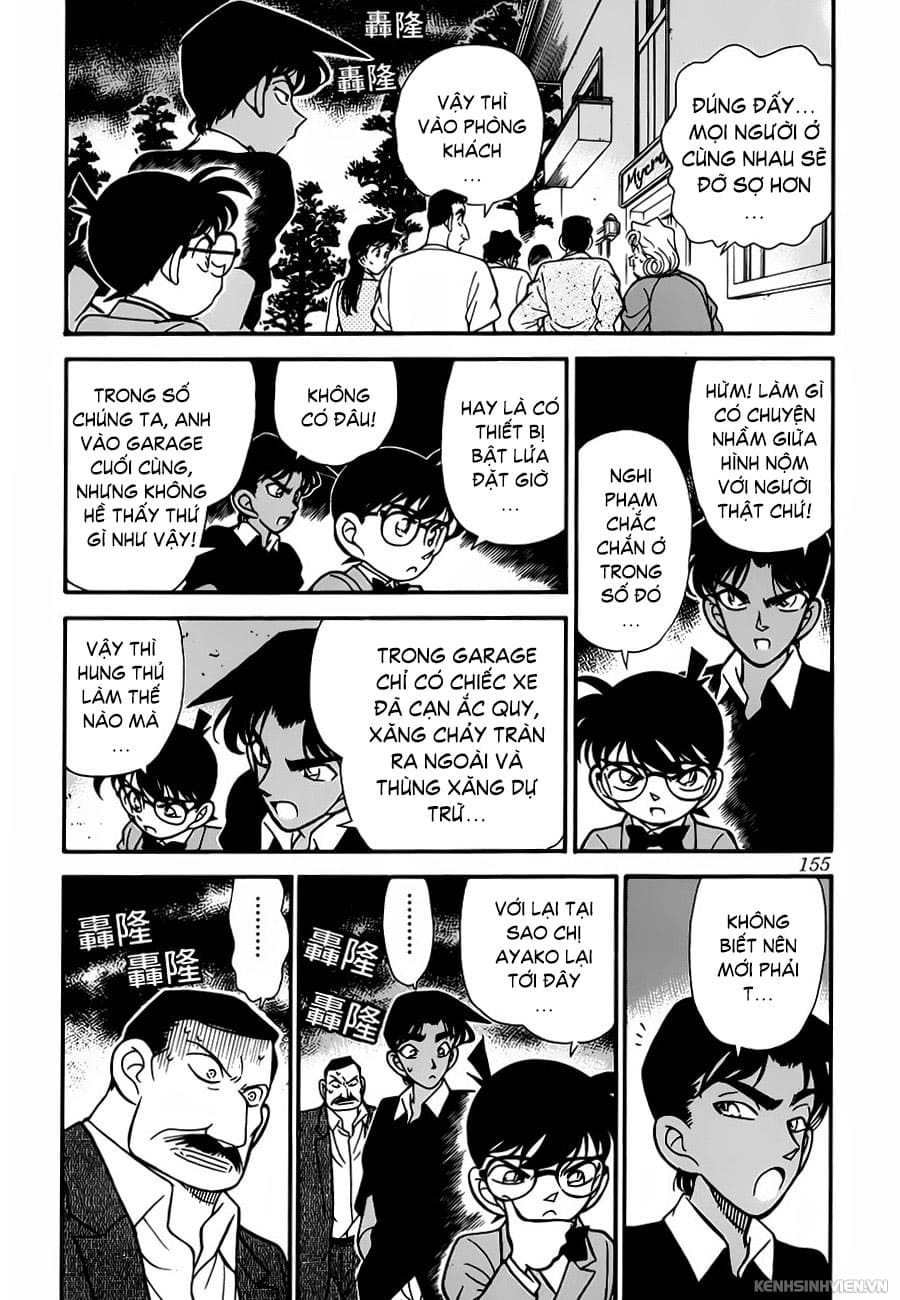 轟隆
轟隆
ĐÚNG ĐẤY...
MỌI NGƯỜI Ở
CÙNG NHAU SẼ
ĐỠ SỢ HƠN
...
VẬY THÌ
VÀO PHÒNG
KHÁCH
...
HỪM! LÀM GÌ
CÓ CHUYỆN
NHẦM GIỮA
HÌNH NỘM
VỚI NGƯỜI
THẬT CHỨ!
NGHI
PHẠM
CHẮC
CHẮN Ở
TRONG
SỐ ĐÓ
...
HAY LÀ CÓ
THIẾT BỊ
BẬT LỬA
ĐẶT GIỜ
...
KHÔNG
CÓ ĐÂU!
TRONG SỐ
CHÚNG TA, ANH
VÀO GARAGE
CUỐI CÙNG,
NHƯNG KHÔNG
HỀ THẤY THỨ
GÌ NHƯ VẬY!
TRONG GARAGE
CHỈ CÓ CHIẾC XE
ĐÃ CẠN ẮC QUY,
XĂNG CHẢY TRÀN
RA NGOÀI VÀ
THÙNG XĂNG DỰ
TRỮ...
VẬY THÌ
HUNG THỦ
LÀM THẾ
NÀO MÀ
...
155
KHÔNG
BIẾT NÊN
MỚI PHẢI
T...
VỚI LẠI TẠI
SAO CHỊ
AYAKO LẠI
TỚI ĐÂY
...
........
轟隆
轟隆
........
轟隆
轟隆
KENHSINHVIEN.VN